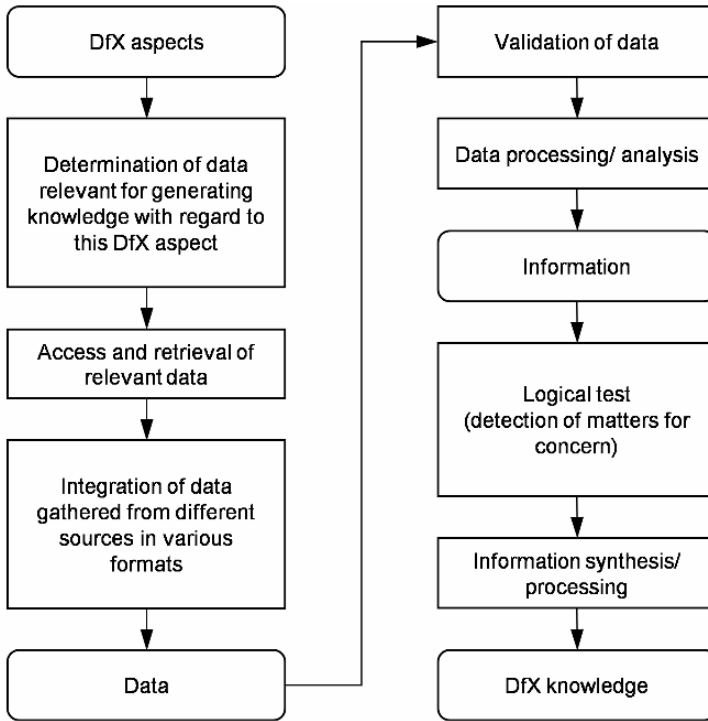 DfX aspects
Determination of data
relevant for generating
knowledge with regard to
this DfX aspect
Access and retrieval of
relevant data
Integration of data
gathered from different
sources in various
formats
Data
Validation of data
Data processing/ analysis
Information
Logical test
(detection of matters for
concern)
Information synthesis/
processing
DfX knowledge